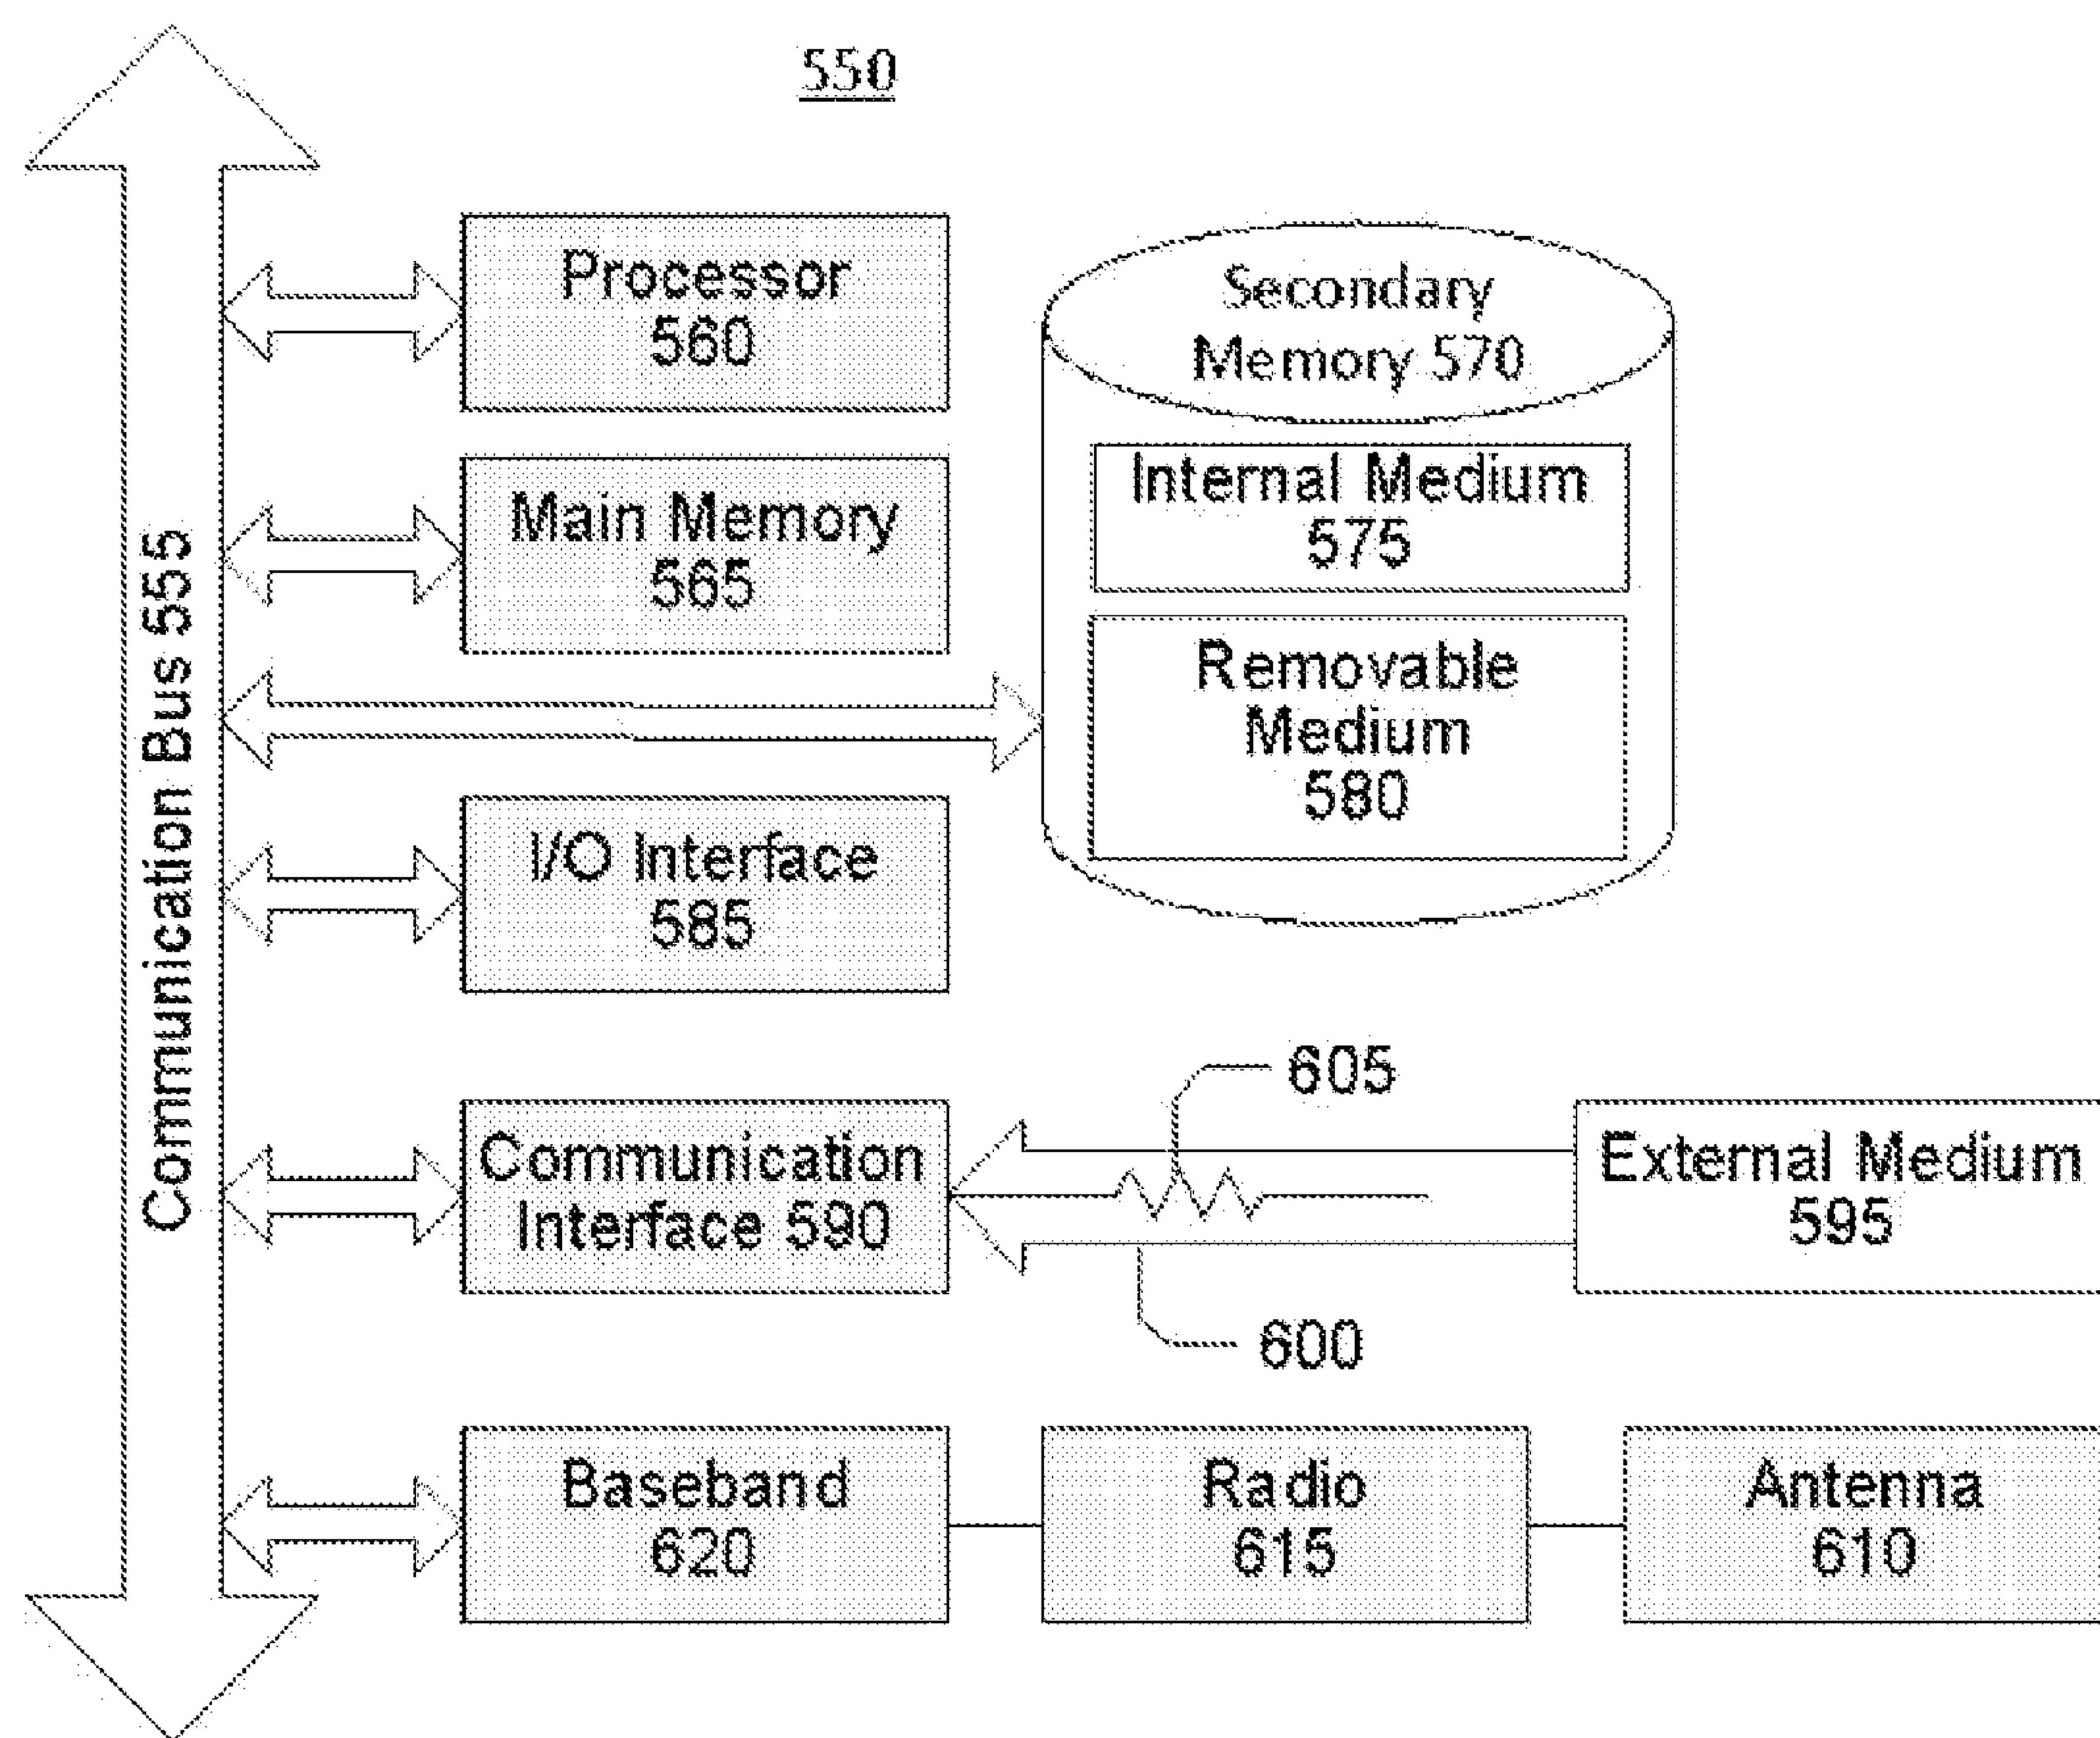 550
Communication Bus 555
Processor
560
Secondary
Memory 570
Main Memory
565
Internal Medium
575
Removable
Medium
580
I/O Interface
585
605
Communication
Interface 590
External Medium
595
600
Baseband
620
Radio
615
Antenna
610